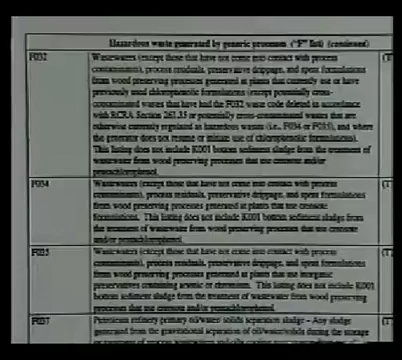 Hazardous waste generated by generic processes ("F" list) (continued)
F032
Wastewaters (except those that have not come into contact with process
contaminants), process residuals, preservative drippage, and spent formulations
from wood preserving processes generated at plants that currently use or have
previously used chlorophenolic formulations (except potentially cross-
contaminated wastes that have had the F032 waste code deleted in accordance
with RCRA Section 261.35 or potentially cross-contaminated wastes that are
otherwise currently regulated as hazardous wastes (i.e., F034 or F035), and where
the generator does not resume or initiate use of chlorophenolic formulations).
This listing does not include K001 bottom sediment sludge from the treatment of
wastewater from wood preserving processes that use creosote and/or
pentachlorophenol.
(T
F034
Wastewaters (except those that have not come into contact with process
contaminants), process residuals, preservative drippage, and spent formulations
from wood preserving processes generated at plants that use creosote
formulations. This listing does not include K001 bottom sediment sludge from
the treatment of wastewater from wood preserving processes that use creosote
and/or pentachlorophenol.
(T
F035
Wastewaters (except those that have not come into contact with process
contaminants), process residuals, preservative drippage, and spent formulations
from wood preserving processes generated at plants that use inorganic
preservatives containing arsenic or chromium. This listing does not include K001
bottom sediment sludge from the treatment of wastewater from wood preserving
processes that use creosote and/or pentachlorophenol.
(T
F037
Petroleum refinery primary oil/water/solids separation sludge - Any sludge
generated from the gravitational separation of oil/water/solids during the storage
(T